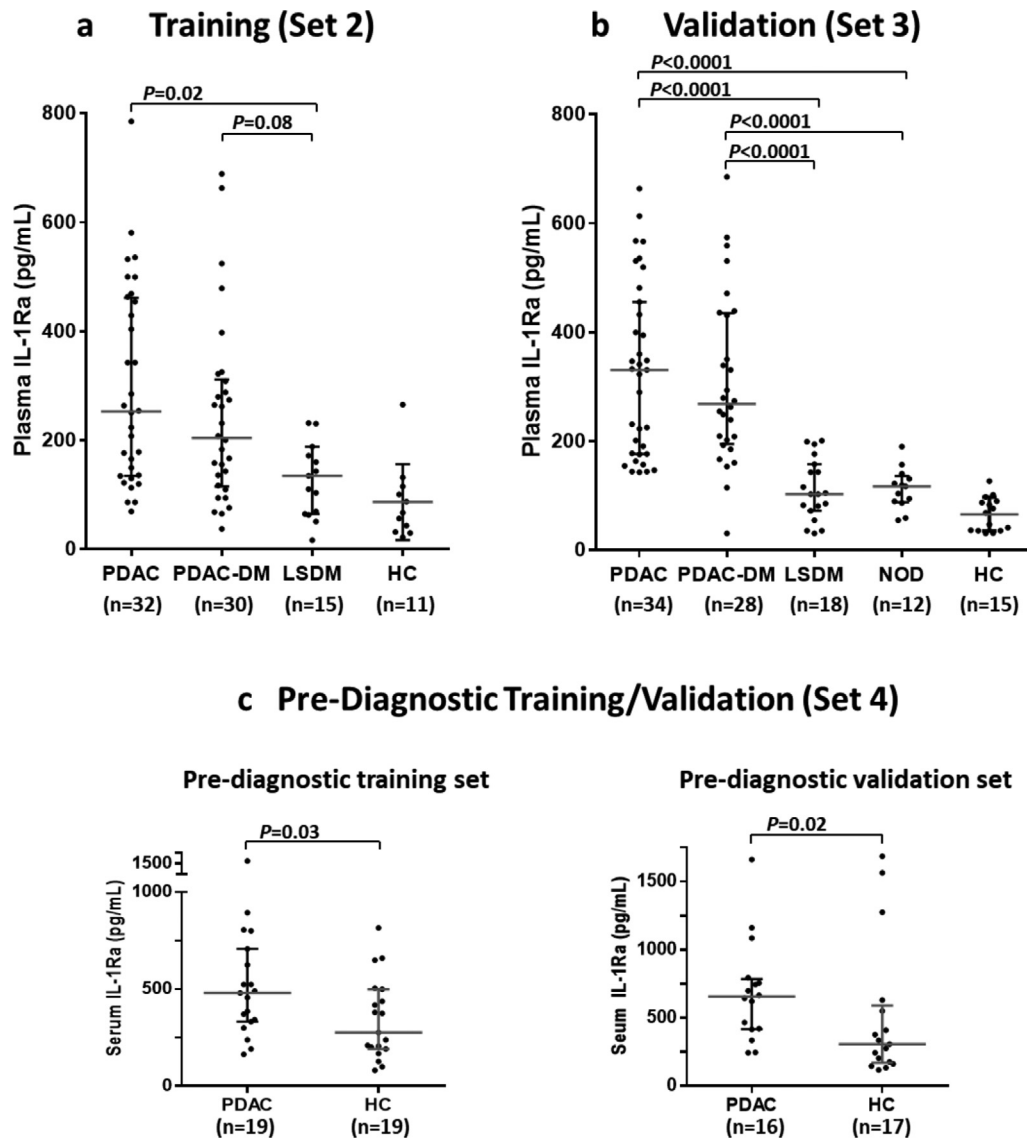 a Training (Set 2)
P=0.02
P=0.08
800
600
400
200
0
Plasma IL-1Ra (pg/mL)
PDAC PDAC-DM LSDM HC
(n=32) (n=30) (n=15) (n=11)
b Validation (Set 3)
P<0.0001
P<0.0001
P<0.0001
P<0.0001
800
600
400
200
0
Plasma IL-1Ra (pg/mL)
PDAC PDAC-DM LSDM NOD HC
(n=34) (n=28) (n=18) (n=12) (n=15)
c Pre-Diagnostic Training/Validation (Set 4)
Pre-diagnostic training set
P=0.03
1500
1000
500
0
Serum IL-1Ra (pg/mL)
PDAC HC
(n=19) (n=19)
Pre-diagnostic validation set
P=0.02
1500
1000
500
0
Seum IL-1Ra (pg/mL)
PDAC HC
(n=16) (n=17)